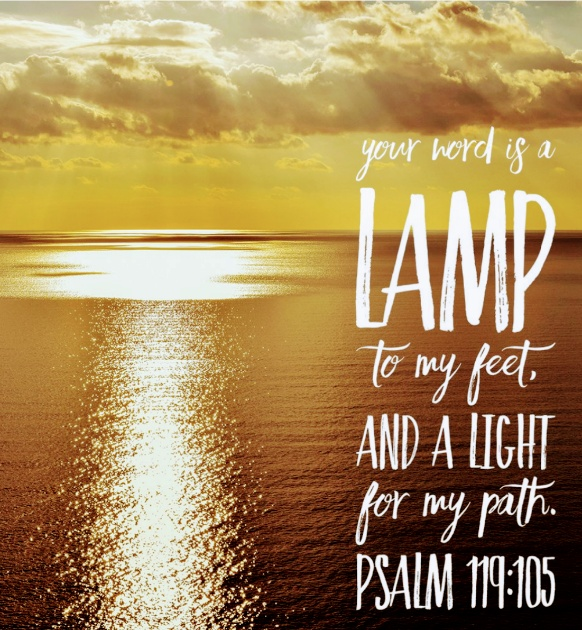 your word is a
LAMP
to my feet,
AND A LIGHT
for my path.
PSALM 119:105